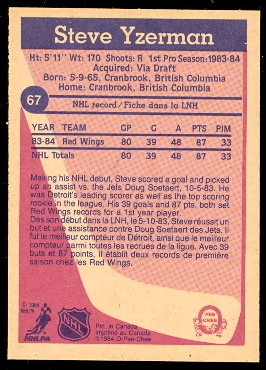 Steve Yzerman
Ht: 5'11" Wt: 170 Shoots: R 1st Pro Season: 1983-84
Acquired: Via Draft
Born: 5-9-65, Cranbrook, British Columbia
Home: Cranbrook, British Columbia
67
NHL record/Fiche dans la LNH
YEAR TEAM GP G A PTS PIM
83-84 Red Wings 80 39 48 87 33
NHL Totals 80 39 48 87 33
Making his NHL debut, Steve scored a goal and picked
up an assist vs. the Jets Doug Soetaert, 10-5-83. He
was Detroit's leading scorer as well as the top scoring
rookie in the league. His 39 goals and 87 pts. both set
Red Wings records for a 1st year player.
Des son début dans la LNH, le 5-10-83, Steve réussit un
but et une assistance contre Doug Soetaert des Jets. Il
fut le meilleur compteur de Détroit, ainsi que le meilleur
compteur parmi toutes les recrues de la ligue. Avec 39
buts et 87 points, il établit deux records de première
saison chez les Red Wings.
NHLPA
NHL
Ptd. in Canada
Imprimé au Canada
©1984 O-Pee-Chee
O PEE CHEE